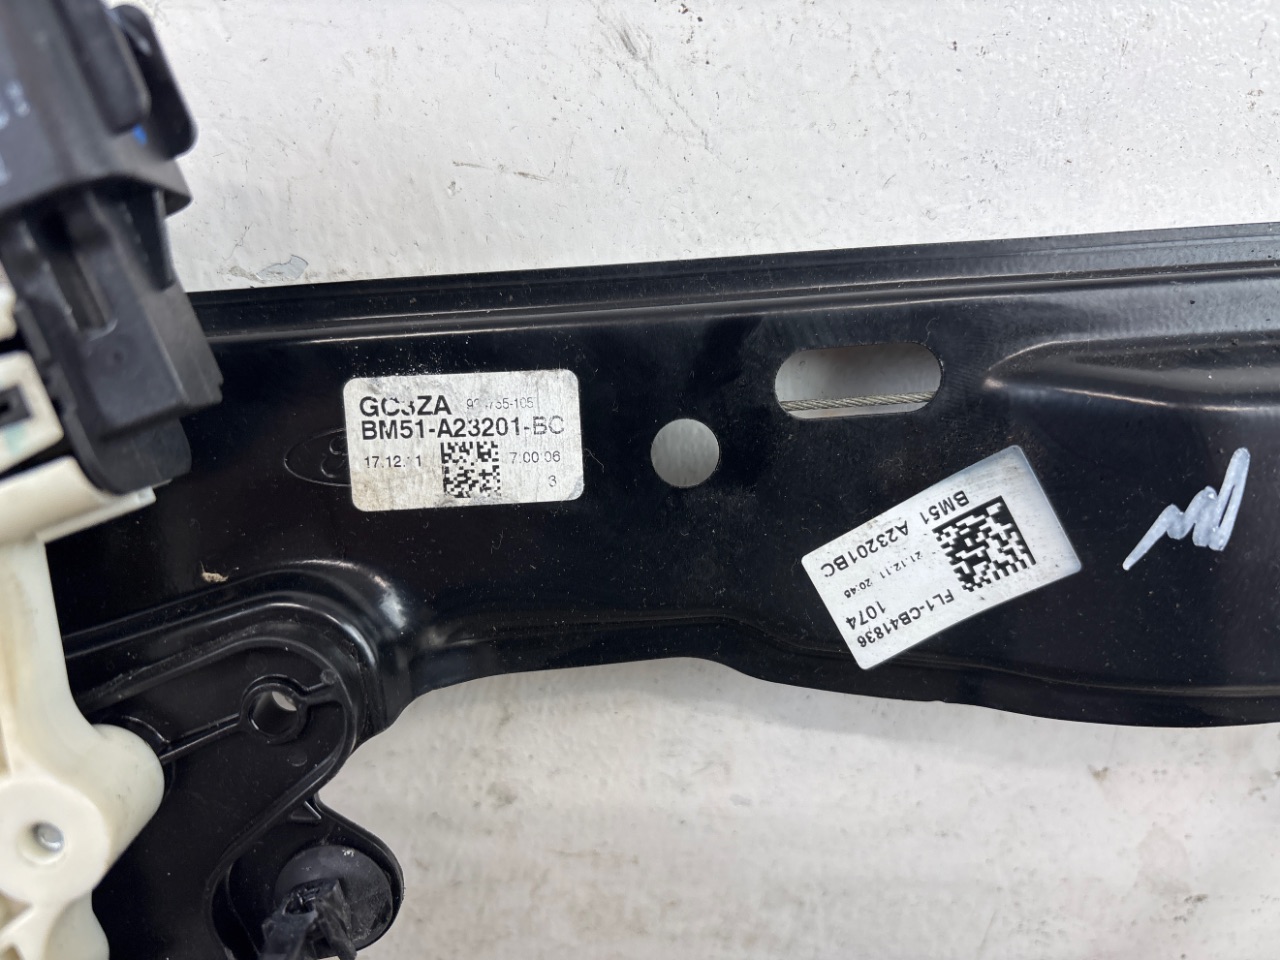 GC3ZA
BM51-A23201-BC
17.12.11 7:00:06
3
BM51 A23201BC
21.12.11 20:46
FL1-CB41836
1074